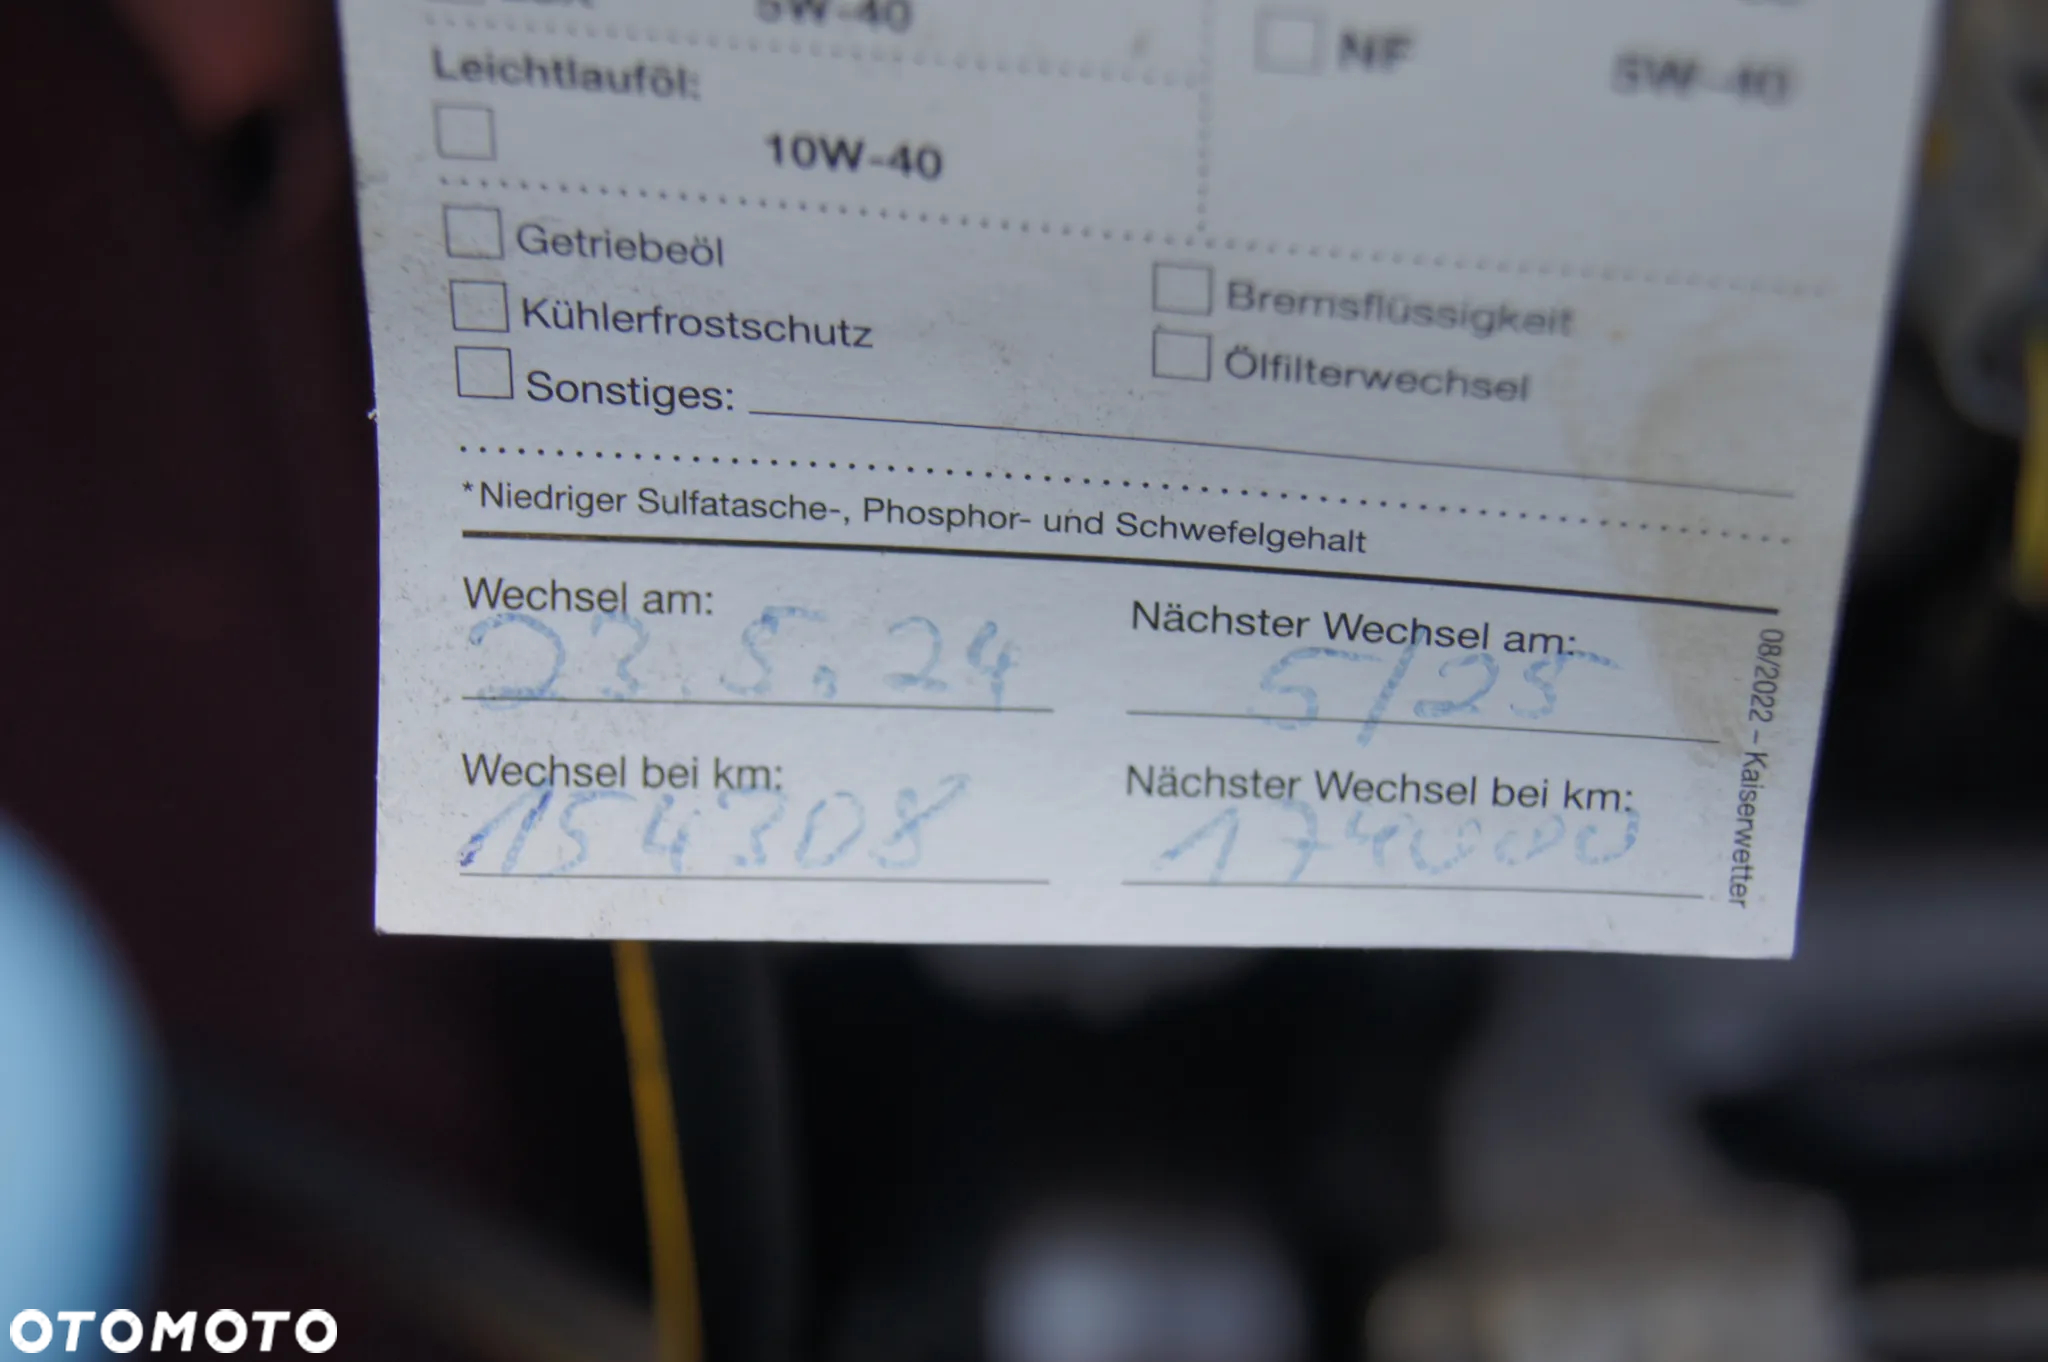 5W-40
NF 5W-40
Leichtlauföl:
10W-40
Getriebeöl
Kühlerfrostschutz
Bremsflüssigkeit
Sonstiges:
Ölfilterwechsel
*Niedriger Sulfatasche-, Phosphor- und Schwefelgehalt
Wechsel am:
23.5.24
Nächster Wechsel am:
5/25
Wechsel bei km:
154308
Nächster Wechsel bei km:
174000
08/2022 – Kaiserwetter
OTOMOTO